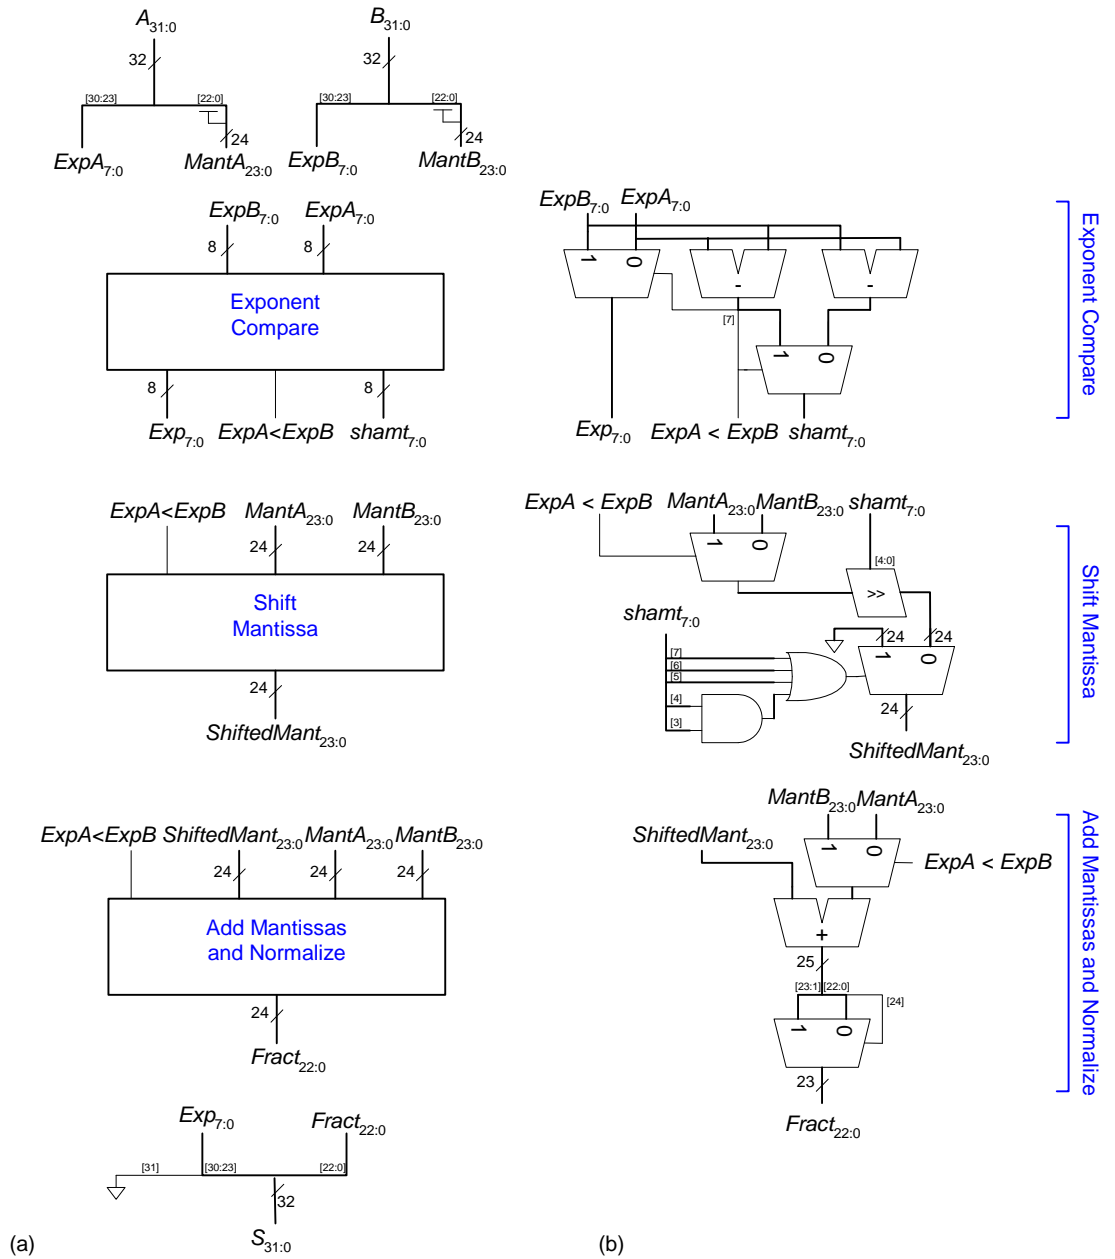 A31:0
B31:0
32
32
[30:23] [22:0]
[30:23] [22:0]
24
24
ExpA7:0 MantA23:0
ExpB7:0 MantB23:0
ExpB7:0 ExpA7:0
8 8
Exponent
Compare
8 8
Exp7:0 ExpA<ExpB shamt7:0
ExpA<ExpB MantA23:0 MantB23:0
24 24
Shift
Mantissa
24
ShiftedMant23:0
ExpA<ExpB ShiftedMant23:0 MantA23:0 MantB23:0
24 24 24
Add Mantissas
and Normalize
24
Fract22:0
Exp7:0 Fract22:0
[31] [30:23] [22:0]
32
S31:0
(a)
ExpB7:0 ExpA7:0
1 0
- -
[7]
1 0
Exp7:0 ExpA < ExpB shamt7:0
Exponent Compare
ExpA < ExpB MantA23:0 MantB23:0 shamt7:0
1 0
[4:0]
>>
shamt7:0
24 24
1 0
[7]
[6]
[5]
[4]
[3]
24
ShiftedMant23:0
Shift Mantissa
MantB23:0 MantA23:0
ShiftedMant23:0
1 0
ExpA < ExpB
+
25
[23:1] [22:0]
[24]
1 0
23
Fract22:0
Add Mantissas and Normalize
(b)